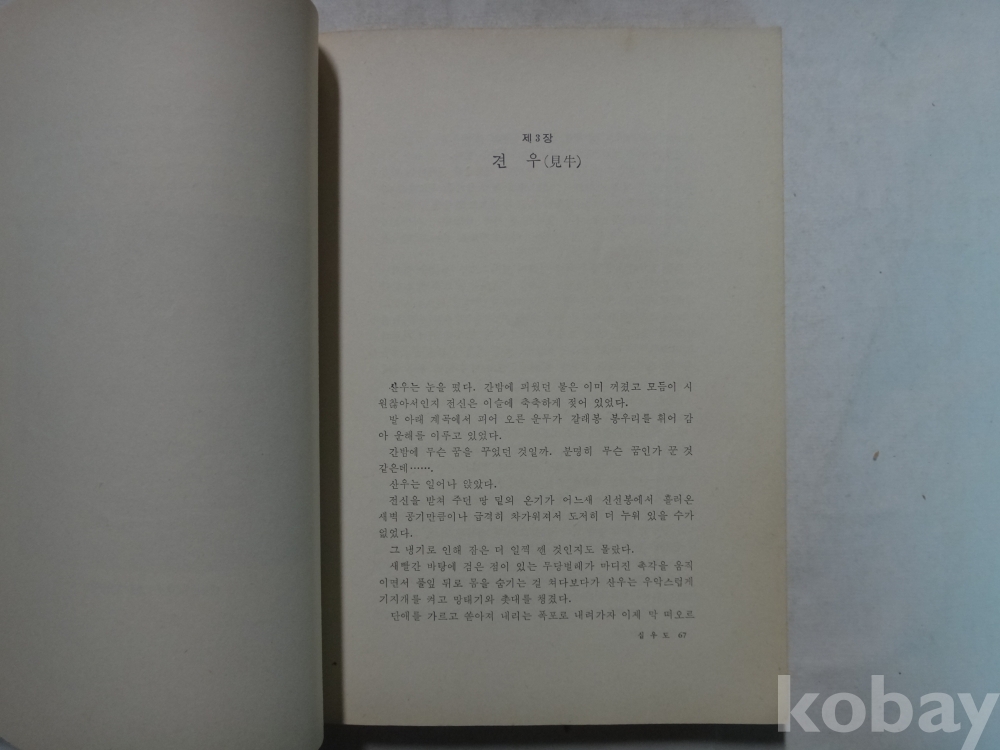 제 3 장
견 우(見牛)
산우는 눈을 떴다. 간밤에 피웠던 불은 이미 꺼졌고 모듬이 시
원찮아서인지 전신은 이슬에 축축하게 젖어 있었다.
발 아래 계곡에서 피어 오른 운무가 갈래봉 봉우리를 휘어 감
아 운해를 이루고 있었다.
간밤에 무슨 꿈을 꾸었던 것일까. 분명히 무슨 꿈인가 꾼 것
같은데…….
산우는 일어나 앉았다.
전신을 받쳐 주던 땅 밑의 온기가 어느새 신선봉에서 흘러온
새벽 공기만큼이나 급격히 차가워져서 도저히 더 누워 있을 수가
없었다.
그 냉기로 인해 잠은 더 일찍 깬 것인지도 몰랐다.
새빨간 바탕에 검은 점이 있는 무당벌레가 마디진 촉각을 움직
이면서 풀잎 뒤로 몸을 숨기는 걸 쳐다보다가 산우는 우악스럽게
기지개를 켜고 망태기와 촛대를 챙겼다.
단애를 가르고 쏟아져 내리는 폭포로 내려가자 이제 막 떠오르
십 우 도 67
kobay